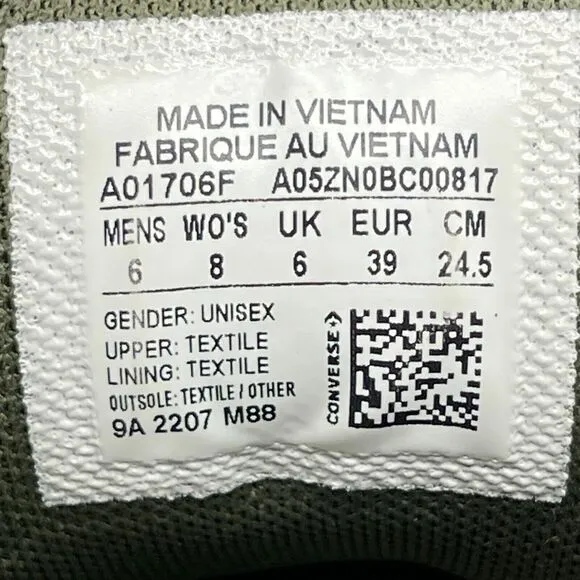 MADE IN VIETNAM
FABRIQUE AU VIETNAM
A01706F A05ZN0BC00817
MENS WO'S UK EUR CM
6 8 6 39 24.5
GENDER: UNISEX
UPPER: TEXTILE
LINING: TEXTILE
OUTSOLE: TEXTILE / OTHER
9A 2207 M88
CONVERSE